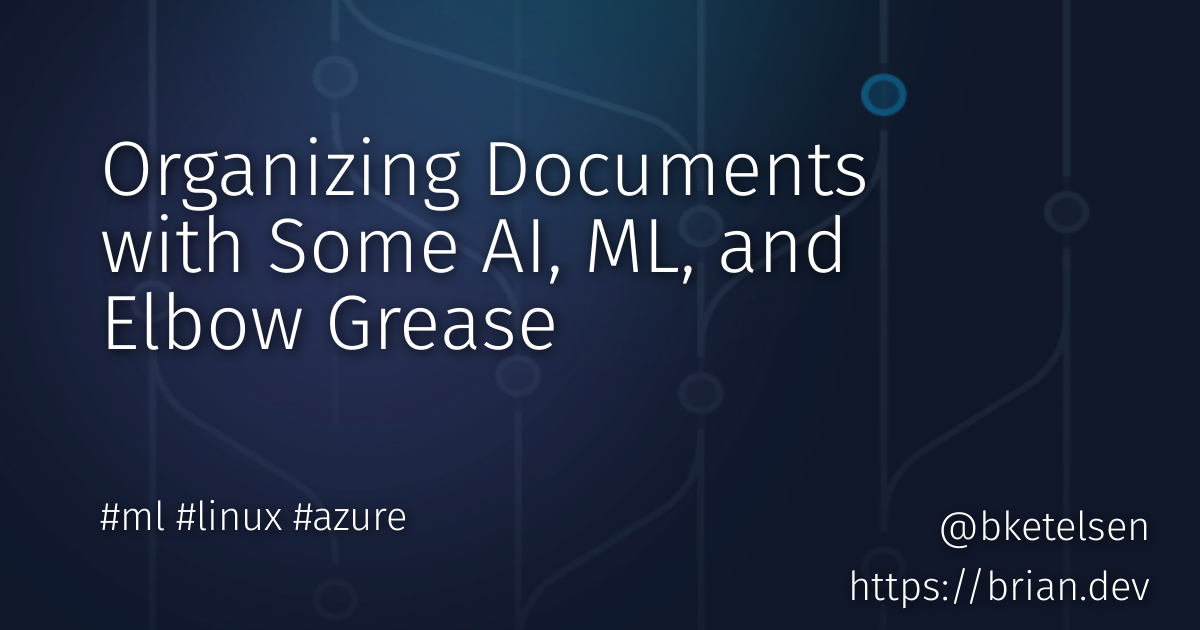 Organizing Documents
with Some AI, ML, and
Elbow Grease
#ml #linux #azure
@bketelsen
https://brian.dev